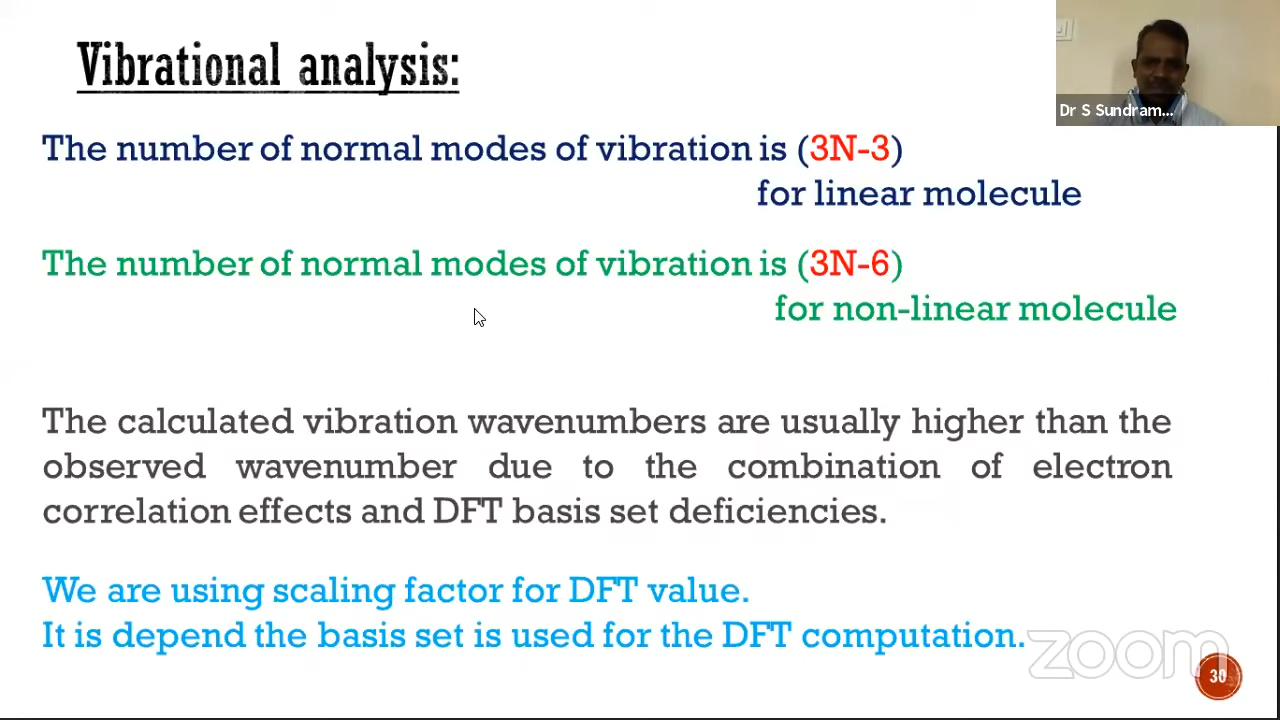 Vibrational analysis:
Dr S Sundram...
The number of normal modes of vibration is (3N-3)
for linear molecule
The number of normal modes of vibration is (3N-6)
for non-linear molecule
The calculated vibration wavenumbers are usually higher than the
observed wavenumber due to the combination of electron
correlation effects and DFT basis set deficiencies.
We are using scaling factor for DFT value.
It is depend the basis set is used for the DFT computation.
zoom
30